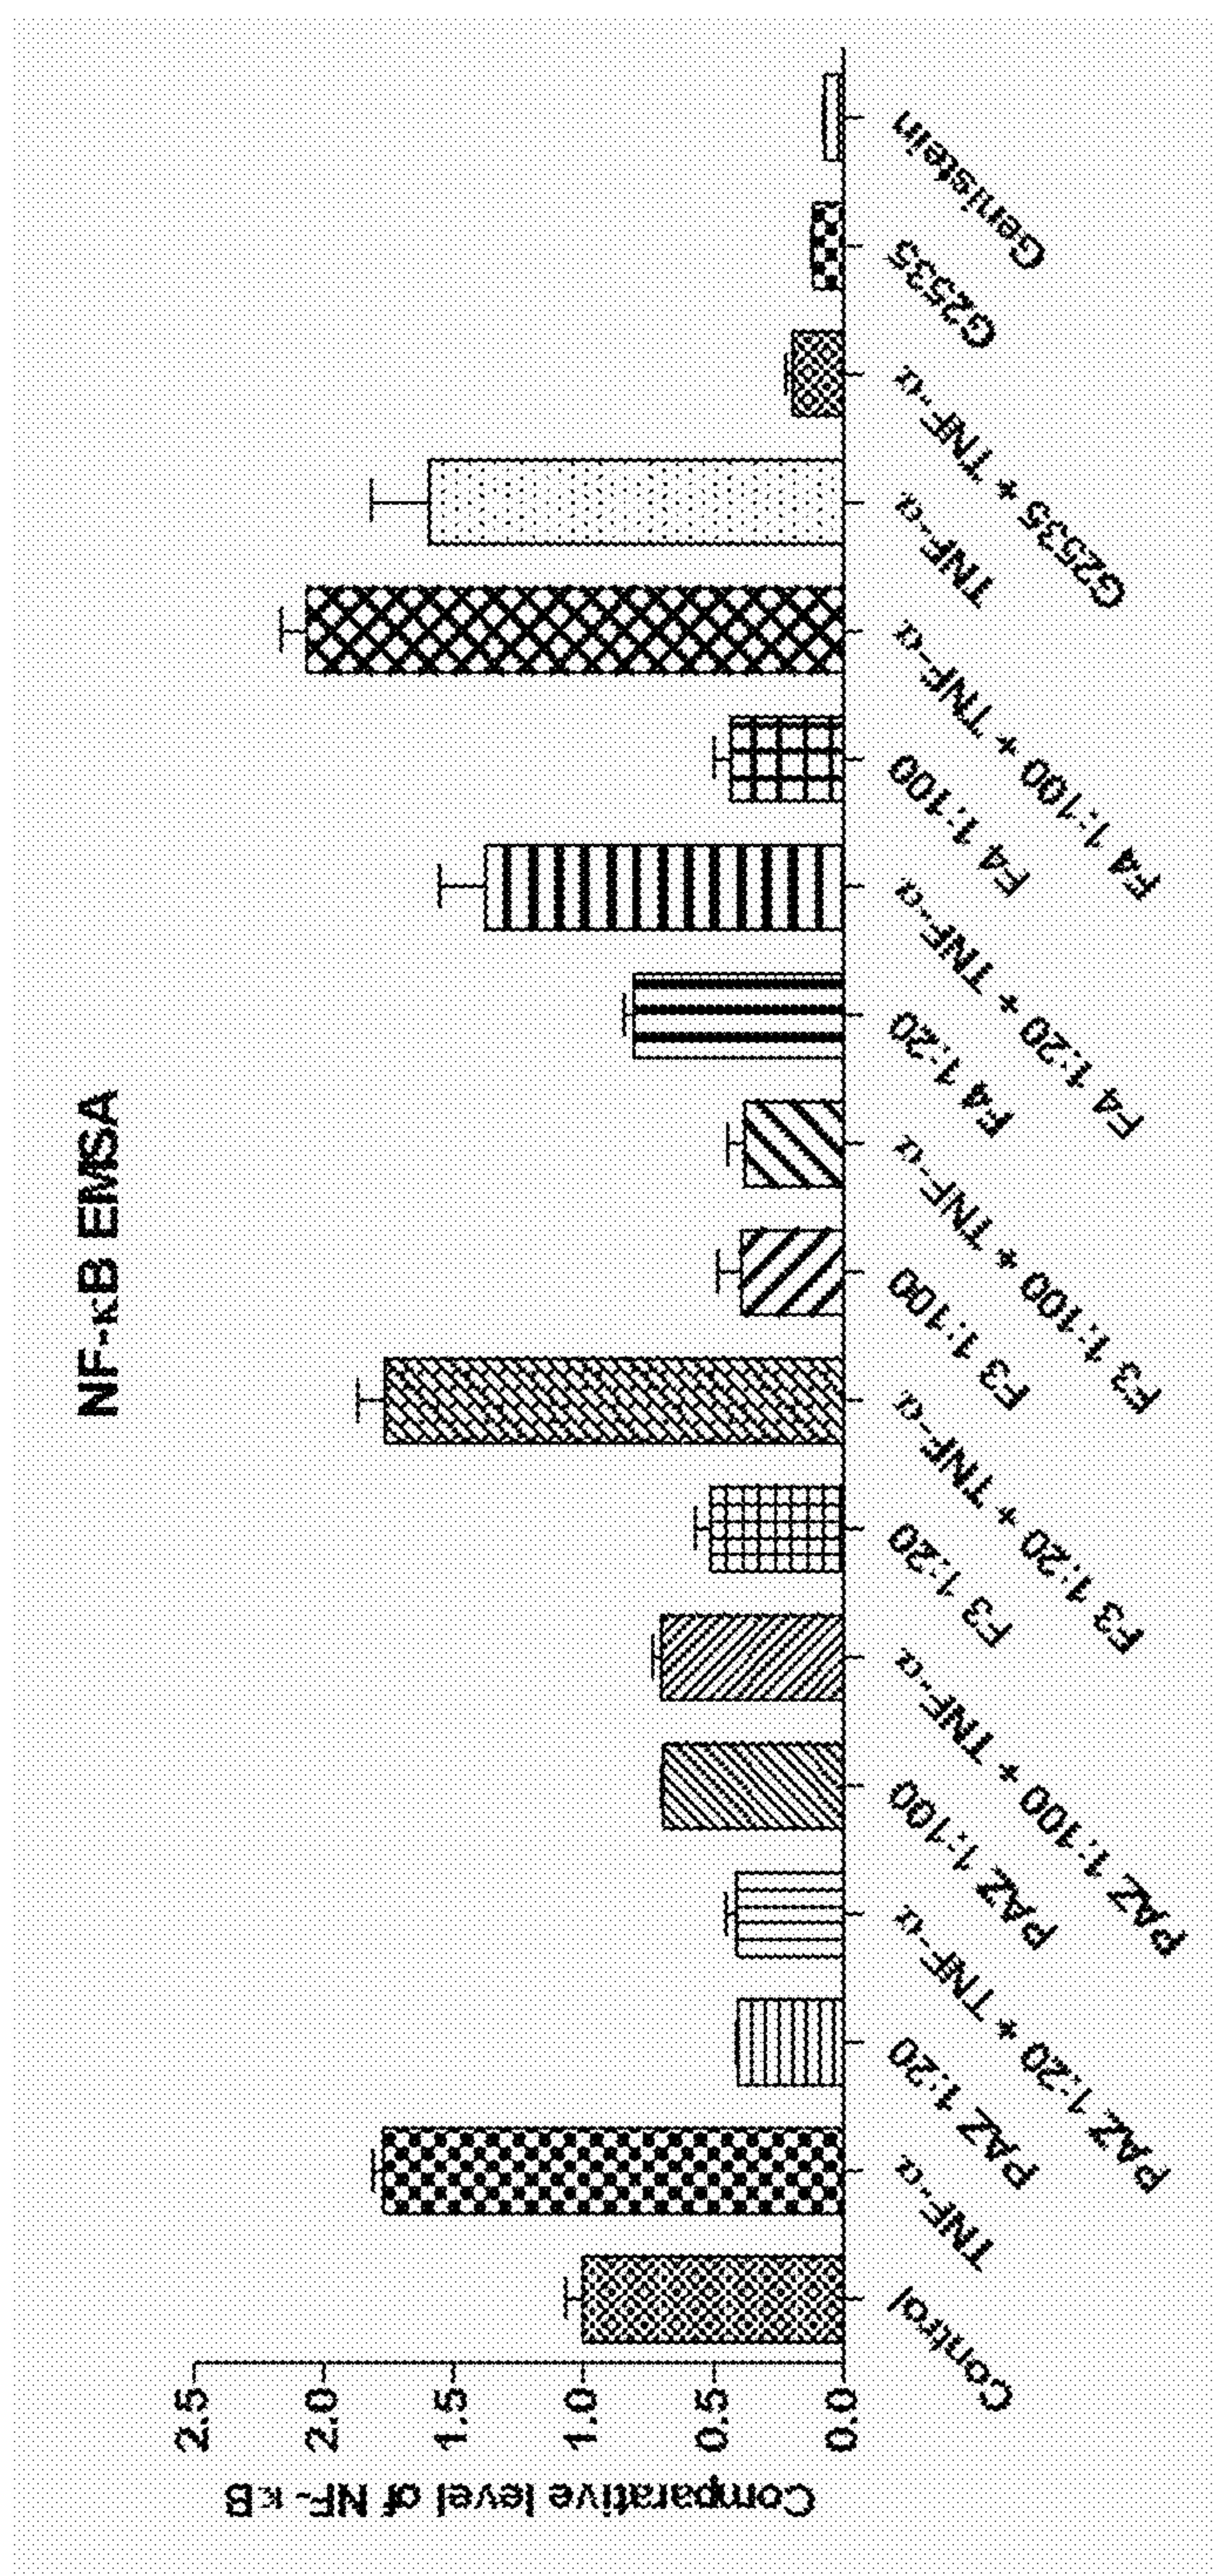 NF-κB EMSA
Comparative level of NF-κB
2.5
2.0
1.5
1.0
0.5
0.0
Control
TNF-α
PAZ 1:20
PAZ 1:20 + TNF-α
PAZ 1:100
PAZ 1:100 + TNF-α
F3 1:20
F3 1:20 + TNF-α
F3 1:100
F3 1:100 + TNF-α
F4 1:20
F4 1:20 + TNF-α
F4 1:100
F4 1:100 + TNF-α
TNF-α
G2535 + TNF-α
G2535
Genistein